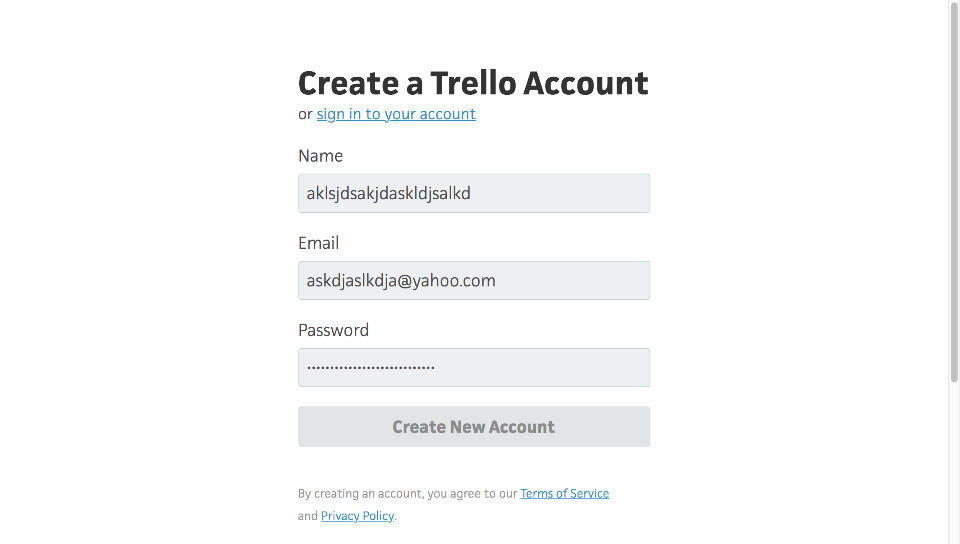 Create a Trello Account
or sign in to your account
Name
aklsjdsakjdaskldjsalkd
Email
askdjaslkdja@yahoo.com
Password
••••••••••••••••••••••••••••
Create New Account
By creating an account, you agree to our Terms of Service
and Privacy Policy.